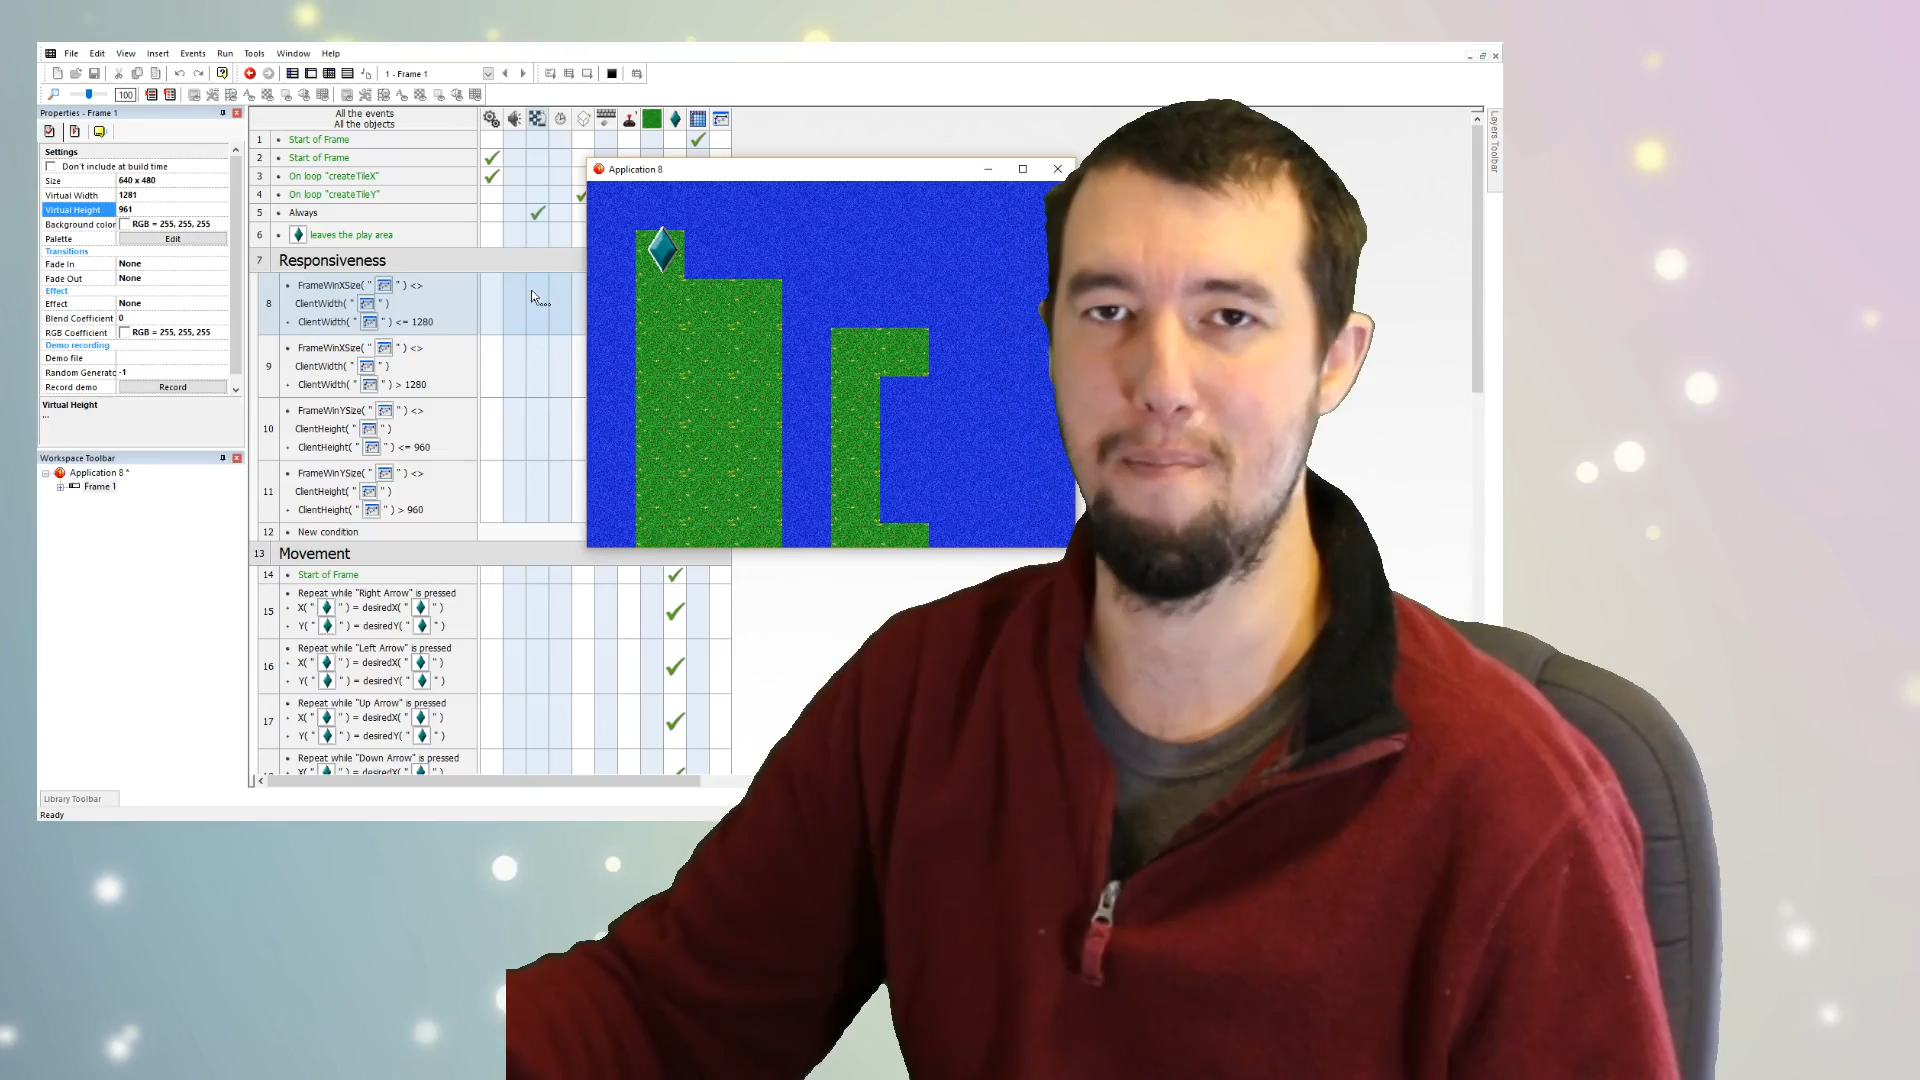 File Edit View Insert Events Run Tools Window Help
1 - Frame 1
100
Properties - Frame 1
Settings
Don't include at build time
Size 640 x 480
Virtual Width 1281
Virtual Height 961
Background color RGB = 255, 255, 255
Palette Edit
Transitions
Fade In None
Fade Out None
Effect
Effect None
Blend Coefficient 0
RGB Coefficient RGB = 255, 255, 255
Demo recording
Demo file
Random Generato -1
Record demo Record
Virtual Height
...
Workspace Toolbar
Application 8 *
Frame 1
Library Toolbar
Ready
All the events
All the objects
1 Start of Frame
2 Start of Frame
3 On loop "createTileX"
4 On loop "createTileY"
5 Always
6 leaves the play area
7 Responsiveness
FrameWinXSize( " " ) <>
8 ClientWidth( " " )
+ ClientWidth( " " ) <= 1280
FrameWinXSize( " " ) <>
9 ClientWidth( " " )
+ ClientWidth( " " ) > 1280
FrameWinYSize( " " ) <>
10 ClientHeight( " " )
+ ClientHeight( " " ) <= 960
FrameWinYSize( " " ) <>
11 ClientHeight( " " )
+ ClientHeight( " " ) > 960
12 New condition
13 Movement
14 Start of Frame
Repeat while "Right Arrow" is pressed
15 + X( " " ) = desiredX( " " )
+ Y( " " ) = desiredY( " " )
Repeat while "Left Arrow" is pressed
16 + X( " " ) = desiredX( " " )
+ Y( " " ) = desiredY( " " )
Repeat while "Up Arrow" is pressed
17 + X( " " ) = desiredX( " " )
+ Y( " " ) = desiredY( " " )
Repeat while "Down Arrow" is pressed
+ X( " " ) = desiredX( " " )
Application 8
Layers Toolbar